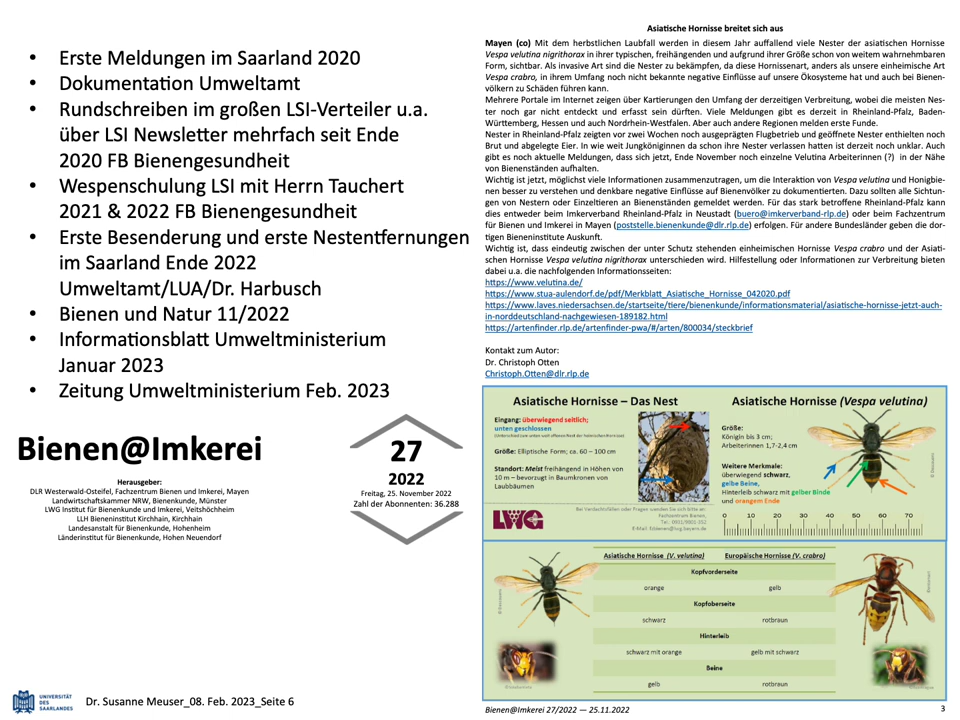 • Erste Meldungen im Saarland 2020
• Dokumentation Umweltamt
• Rundschreiben im großen LSI-Verteiler u.a.
über LSI Newsletter mehrfach seit Ende
2020 FB Bienengesundheit
• Wespenschulung LSI mit Herrn Tauchert
2021 & 2022 FB Bienengesundheit
• Erste Besenderung und erste Nestentfernungen
im Saarland Ende 2022
Umweltamt/LUA/Dr. Harbusch
• Bienen und Natur 11/2022
• Informationsblatt Umweltministerium
Januar 2023
• Zeitung Umweltministerium Feb. 2023
Bienen@Imkerei
Herausgeber:
DLR Westerwald-Osteifel, Fachzentrum Bienen und Imkerei, Mayen
Landwirtschaftskammer NRW, Bienenkunde, Münster
LWG Institut für Bienenkunde und Imkerei, Veitshöchheim
LLH Bieneninstitut Kirchhain, Kirchhain
Landesanstalt für Bienenkunde, Hohenheim
Länderinstitut für Bienenkunde, Hohen Neuendorf
27
2022
Freitag, 25. November 2022
Zahl der Abonnenten: 36.288
UNIVERSITÄT
DES
SAARLANDES
Dr. Susanne Meuser_08. Feb. 2023_Seite 6
Asiatische Hornisse breitet sich aus
Mayen (co) Mit dem herbstlichen Laubfall werden in diesem Jahr auffallend viele Nester der asiatischen Hornisse
Vespa velutina nigrithorax in ihrer typischen, freihängenden und aufgrund ihrer Größe schon von weitem wahrnehmbaren
Form, sichtbar. Als invasive Art sind die Nester zu bekämpfen, da diese Hornissenart, anders als unsere einheimische Art
Vespa crabro, in ihrem Umfang noch nicht bekannte negative Einflüsse auf unsere Ökosysteme hat und auch bei Bienen-
völkern zu Schäden führen kann.
Mehrere Portale im Internet zeigen über Kartierungen den Umfang der derzeitigen Verbreitung, wobei die meisten Nes-
ter noch gar nicht entdeckt und erfasst sein dürften. Viele Meldungen gibt es derzeit in Rheinland-Pfalz, Baden-
Württemberg, Hessen und auch Nordrhein-Westfalen. Aber auch andere Regionen melden erste Funde.
Nester in Rheinland-Pfalz zeigten vor zwei Wochen noch ausgeprägten Flugbetrieb und geöffnete Nester enthielten noch
Brut und abgelegte Eier. In wie weit Jungköniginnen da schon ihre Nester verlassen hatten ist derzeit noch unklar. Auch
gibt es noch aktuelle Meldungen, dass sich jetzt, Ende November noch einzelne Velutina Arbeiterinnen (?) in der Nähe
von Bienenständen aufhalten.
Wichtig ist jetzt, möglichst viele Informationen zusammenzutragen, um die Interaktion von Vespa velutina und Honigbie-
nen besser zu verstehen und denkbare negative Einflüsse auf Bienenvölker zu dokumentierten. Dazu sollten alle Sichtun-
gen von Nestern oder Einzeltieren an Bienenständen gemeldet werden. Für das stark betroffene Rheinland-Pfalz kann
dies entweder beim Imkerverband Rheinland-Pfalz in Neustadt (buero@imkerverband-rlp.de) oder beim Fachzentrum
für Bienen und Imkerei in Mayen (poststelle.bienenkunde@dlr.rlp.de) erfolgen. Für andere Bundesländer geben die dor-
tigen Bieneninstitute Auskunft.
Wichtig ist, dass eindeutig zwischen der unter Schutz stehenden einheimischen Hornisse Vespa crabro und der Asiati-
schen Hornisse Vespa velutina nigrithorax unterschieden wird. Hilfestellung oder Informationen zur Verbreitung bieten
dabei u.a. die nachfolgenden Informationsseiten:
https://www.velutina.de/
https://www.stua-aulendorf.de/pdf/Merkblatt_Asiatische_Hornisse_042020.pdf
https://www.laves.niedersachsen.de/startseite/tiere/bienenkunde/informationsmaterial/asiatische-hornisse-jetzt-auch-
in-norddeutschland-nachgewiesen-189182.html
https://artenfinder.rlp.de/artenfinder-pwa/#/arten/800034/steckbrief
Kontakt zum Autor:
Dr. Christoph Otten
Christoph.Otten@dlr.rlp.de
Asiatische Hornisse – Das Nest
Eingang: überwiegend seitlich;
unten geschlossen
Größe: Elliptische Form; ca. 60 – 100 cm
Standort: Meist freihängend in Höhen von
10 m – bevorzugt in Baumkronen von
Laubbäumen
LWG
Bei Verdachtsfällen oder Fragen wenden Sie sich bitte an:
Fachzentrum Bienen,
Asiatische Hornisse (Vespa velutina)
Größe:
Königin bis 3 cm;
Arbeiterinnen 1,7-2,4 cm
Weitere Merkmale:
überwiegend schwarz,
gelbe Beine,
Hinterleib schwarz mit gelber Binde
und orangem Ende
0 10 20 30 40 50 60 70
Asiatische Hornisse (V. velutina) Europäische Hornisse (V. crabro)
Kopfvorderseite
orange gelb
Kopfoberseite
schwarz rotbraun
Hinterleib
schwarz mit orange gelb mit schwarz
Beine
gelb rotbraun
Bienen@Imkerei 27/2022 — 25.11.2022
3